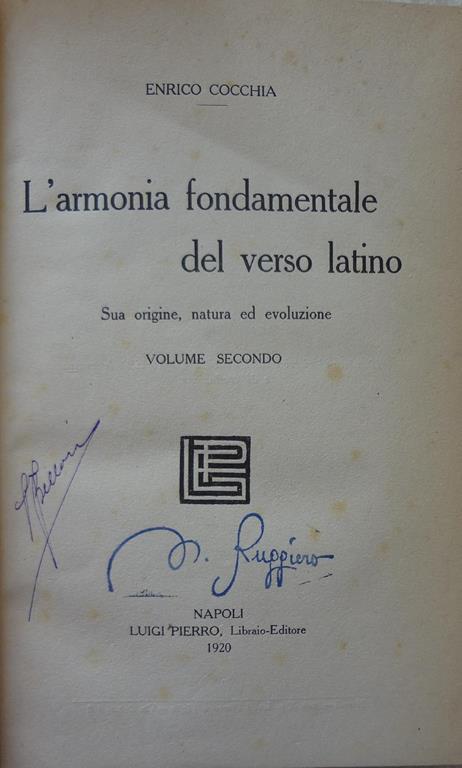 ENRICO COCCHIA
L'armonia fondamentale
del verso latino
Sua origine, natura ed evoluzione
VOLUME SECONDO
Ruggiero
NAPOLI
LUIGI PIERRO, Libraio-Editore
1920